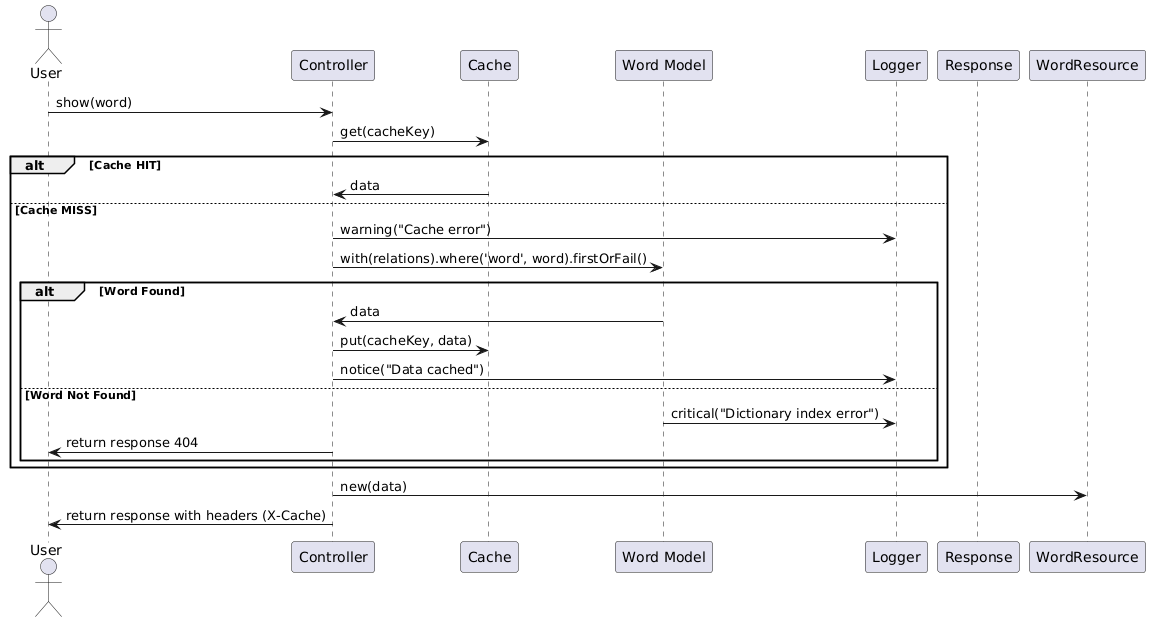 User
Controller
Cache
Word Model
Logger
Response
WordResource
show(word)
get(cacheKey)
alt
[Cache HIT]
data
[Cache MISS]
warning("Cache error")
with(relations).where('word', word).firstOrFail()
alt
[Word Found]
data
put(cacheKey, data)
notice("Data cached")
[Word Not Found]
critical("Dictionary index error")
return response 404
new(data)
return response with headers (X-Cache)
User
Controller
Cache
Word Model
Logger
Response
WordResource